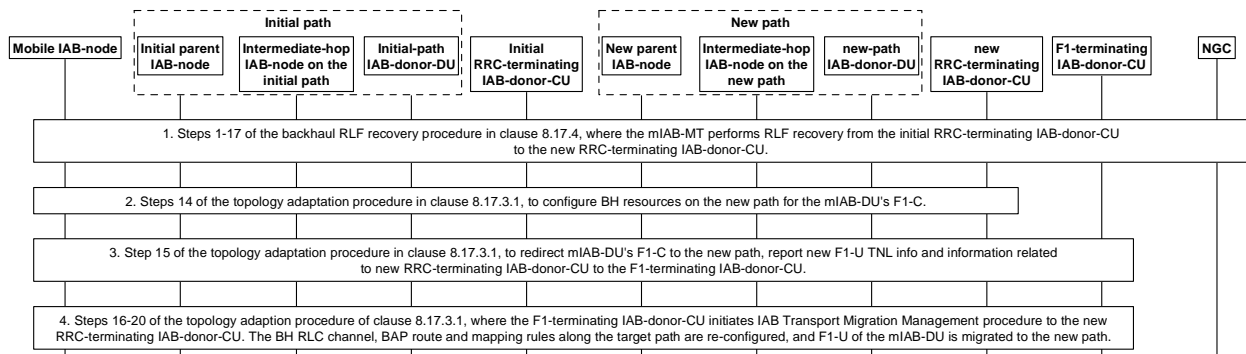 Initial path
New path
Mobile IAB-node
Initial parent
IAB-node
Intermediate-hop
IAB-node on the
initial path
Initial-path
IAB-donor-DU
Initial
RRC-terminating
IAB-donor-CU
New parent
IAB-node
Intermediate-hop
IAB-node on the
new path
new-path
IAB-donor-DU
new
RRC-terminating
IAB-donor-CU
F1-terminating
IAB-donor-CU
NGC
1. Steps 1-17 of the backhaul RLF recovery procedure in clause 8.17.4, where the mIAB-MT performs RLF recovery from the initial RRC-terminating IAB-donor-CU
to the new RRC-terminating IAB-donor-CU.
2. Steps 14 of the topology adaptation procedure in clause 8.17.3.1, to configure BH resources on the new path for the mIAB-DU's F1-C.
3. Step 15 of the topology adaptation procedure in clause 8.17.3.1, to redirect mIAB-DU's F1-C to the new path, report new F1-U TNL info and information related
to new RRC-terminating IAB-donor-CU to the F1-terminating IAB-donor-CU.
4. Steps 16-20 of the topology adaption procedure of clause 8.17.3.1, where the F1-terminating IAB-donor-CU initiates IAB Transport Migration Management procedure to the new
RRC-terminating IAB-donor-CU. The BH RLC channel, BAP route and mapping rules along the target path are re-configured, and F1-U of the mIAB-DU is migrated to the new path.